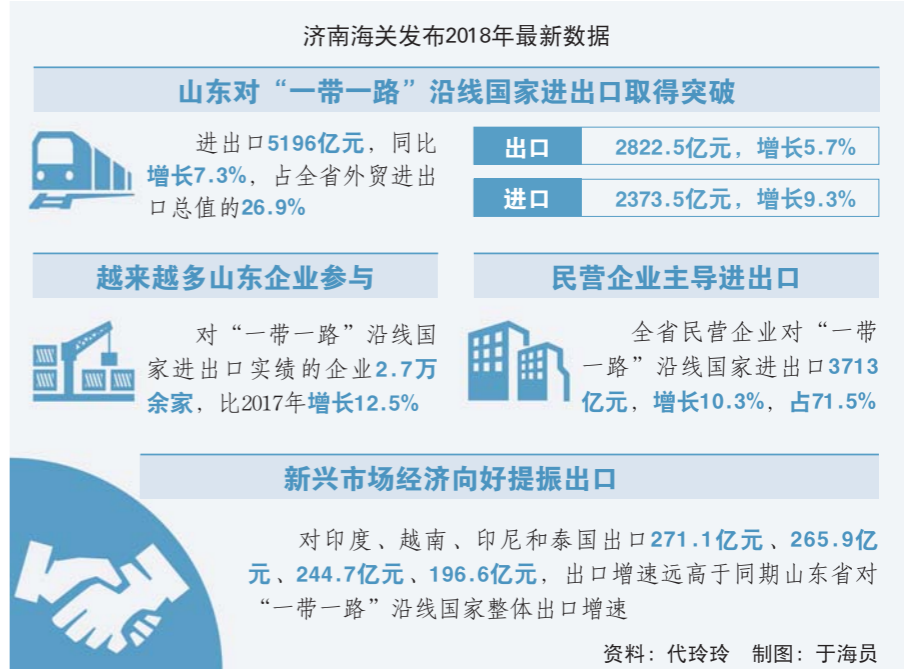 济南海关发布2018年最新数据
山东对“一带一路”沿线国家进出口取得突破
进出口5196亿元，同比
增长7.3%，占全省外贸进出
口总值的26.9%
出口 2822.5亿元，增长5.7%
进口 2373.5亿元，增长9.3%
越来越多山东企业参与
对“一带一路”沿线国
家进出口实绩的企业2.7万
余家，比2017年增长12.5%
民营企业主导进出口
全省民营企业对“一带
一路”沿线国家进出口3713
亿元，增长10.3%，占71.5%
新兴市场经济向好提振出口
对印度、越南、印尼和泰国出口271.1亿元、265.9亿
元、244.7亿元、196.6亿元，出口增速远高于同期山东省对
“一带一路”沿线国家整体出口增速
资料：代玲玲　制图：于海员